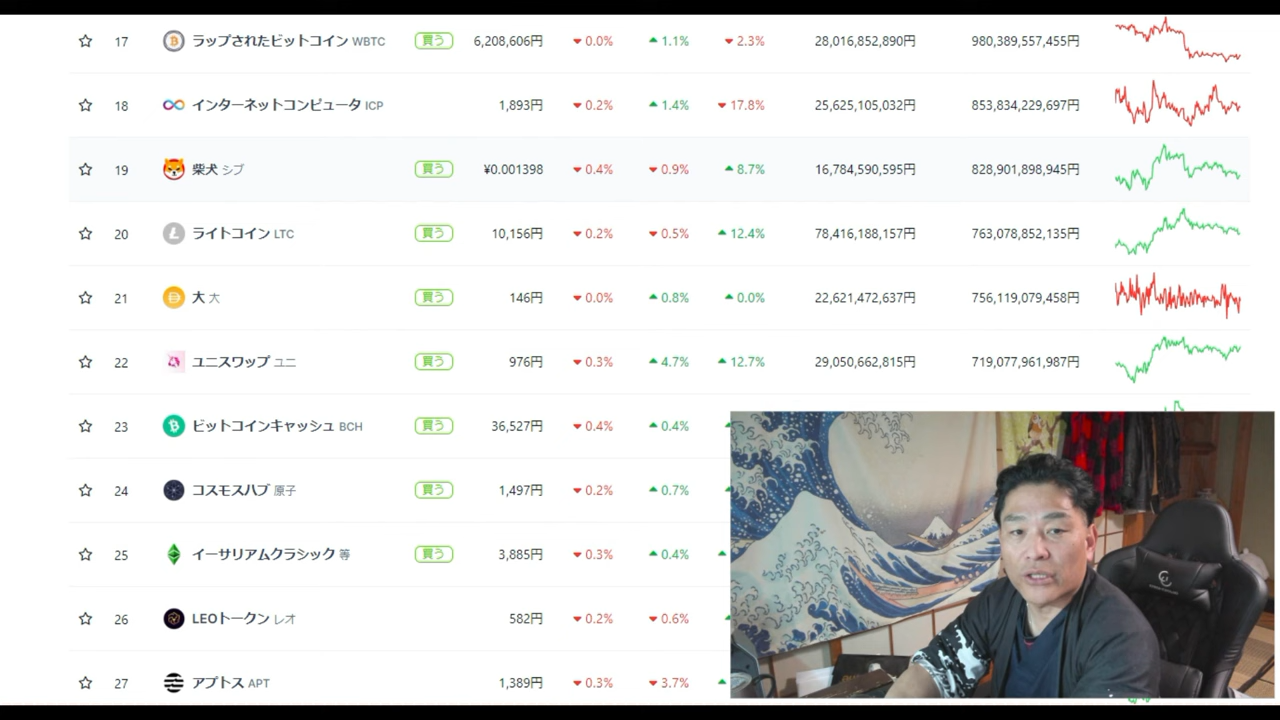 17 ラップされたビットコイン WBTC 買う 6,208,606円 0.0% 1.1% 2.3% 28,016,852,890円 980,389,557,455円
18 インターネットコンピュータ ICP 1,893円 0.2% 1.4% 17.8% 25,625,105,032円 853,834,229,697円
19 柴犬 シブ 買う ¥0.001398 0.4% 0.9% 8.7% 16,784,590,595円 828,901,898,945円
20 ライトコイン LTC 買う 10,156円 0.2% 0.5% 12.4% 78,416,188,157円 763,078,852,135円
21 大 大 買う 146円 0.0% 0.8% 0.0% 22,621,472,637円 756,119,079,458円
22 ユニスワップ ユニ 買う 976円 0.3% 4.7% 12.7% 29,050,662,815円 719,077,961,987円
23 ビットコインキャッシュ BCH 買う 36,527円 0.4% 0.4%
24 コスモスハブ 原子 買う 1,497円 0.2% 0.7%
25 イーサリアムクラシック 等 買う 3,885円 0.3% 0.4%
26 LEOトークン レオ 582円 0.2% 0.6%
27 アプトス APT 1,389円 0.3% 3.7%